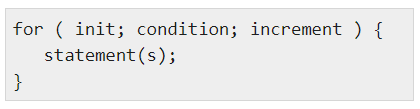 for ( init; condition; increment ) {
   statement(s);
}